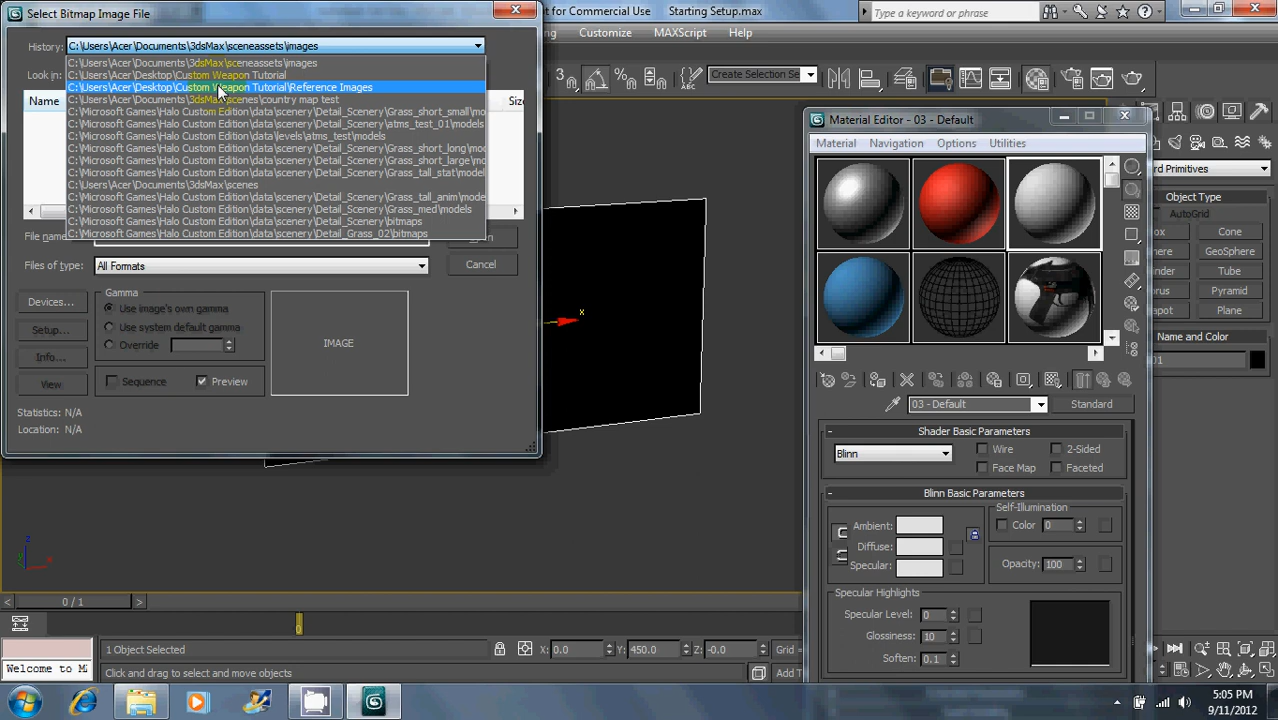 Select Bitmap Image File
t for Commercial Use
Starting Setup.max
Type a keyword or phrase
Customize
MAXScript
Help
History:
C:\Users\Acer\Documents\3dsMax\sceneassets\images
C:\Users\Acer\Documents\3dsMax\sceneassets\images
Look in:
C:\Users\Acer\Desktop\Custom Weapon Tutorial
C:\Users\Acer\Desktop\Custom Weapon Tutorial\Reference Images
Name
Size
C:\Users\Acer\Documents\3dsMax\scenes\country map test
C:\Microsoft Games\Halo Custom Edition\data\scenery\Detail_Scenery\Grass_short_small\mo
C:\Microsoft Games\Halo Custom Edition\data\scenery\Detail_Scenery\atms_test_01\models
C:\Microsoft Games\Halo Custom Edition\data\levels\atms_test\models
C:\Microsoft Games\Halo Custom Edition\data\scenery\Detail_Scenery\Grass_short_long\mod
C:\Microsoft Games\Halo Custom Edition\data\scenery\Detail_Scenery\Grass_short_large\mo
C:\Microsoft Games\Halo Custom Edition\data\scenery\Detail_Scenery\Grass_tall_stat\model
C:\Users\Acer\Documents\3dsMax\scenes
C:\Microsoft Games\Halo Custom Edition\data\scenery\Detail_Scenery\Grass_tall_anim\mode
C:\Microsoft Games\Halo Custom Edition\data\scenery\Detail_Scenery\Grass_med\models
C:\Microsoft Games\Halo Custom Edition\data\scenery\Detail_Scenery\bitmaps
C:\Microsoft Games\Halo Custom Edition\data\scenery\Detail_Grass_02\bitmaps
File name:
Files of type:
All Formats
Cancel
Devices...
Setup...
Info...
View
Gamma
Use image's own gamma
Use system default gamma
Override
Sequence
Preview
IMAGE
Statistics: N/A
Location: N/A
3
%
Create Selection Se
x
Material Editor - 03 - Default
Material
Navigation
Options
Utilities
03 - Default
Standard
Shader Basic Parameters
Blinn
Wire
2-Sided
Face Map
Faceted
Blinn Basic Parameters
Ambient:
Diffuse:
Specular:
Self-Illumination
Color
0
Opacity:
100
Specular Highlights
Specular Level:
0
Glossiness:
10
Soften:
0.1
rd Primitives
Object Type
AutoGrid
ox
Cone
ere
GeoSphere
nder
Tube
orus
Pyramid
apot
Plane
Name and Color
01
z
y
x
0 / 1
0
1 Object Selected
X: 0.0
Y: 450.0
Z: -0.0
Grid =
Welcome to M
Click and drag to select and move objects
Add T
5:05 PM
9/11/2012